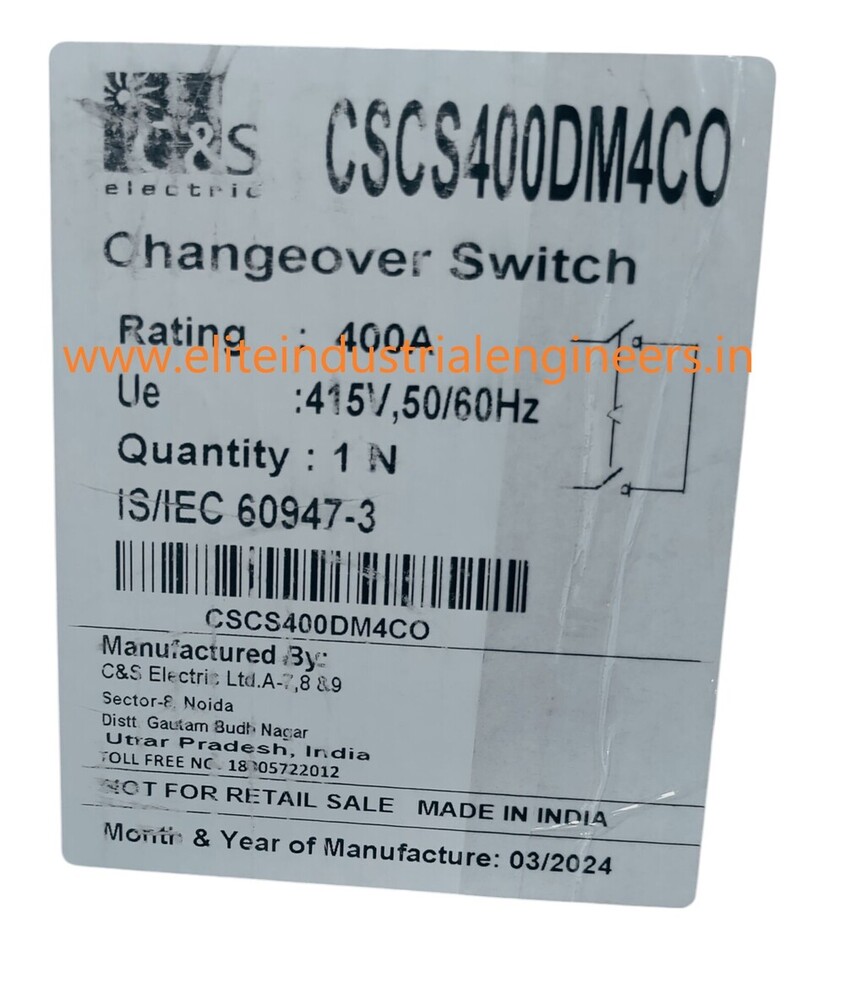 C&S
electric
CSCS400DM4CO
Changeover Switch
Rating : 400A
www.eliteindustrialengineers.in
Ue :415V,50/60Hz
Quantity : 1 N
IS/IEC 60947-3
CSCS400DM4CO
Manufactured By:
C&S Electric Ltd.A-7,8 &9
Sector-8, Noida
Distt Gautam Budh Nagar
Uttar Pradesh, India
TOLL FREE NO.
NOT FOR RETAIL SALE MADE IN INDIA
Month & Year of Manufacture: 03/2024